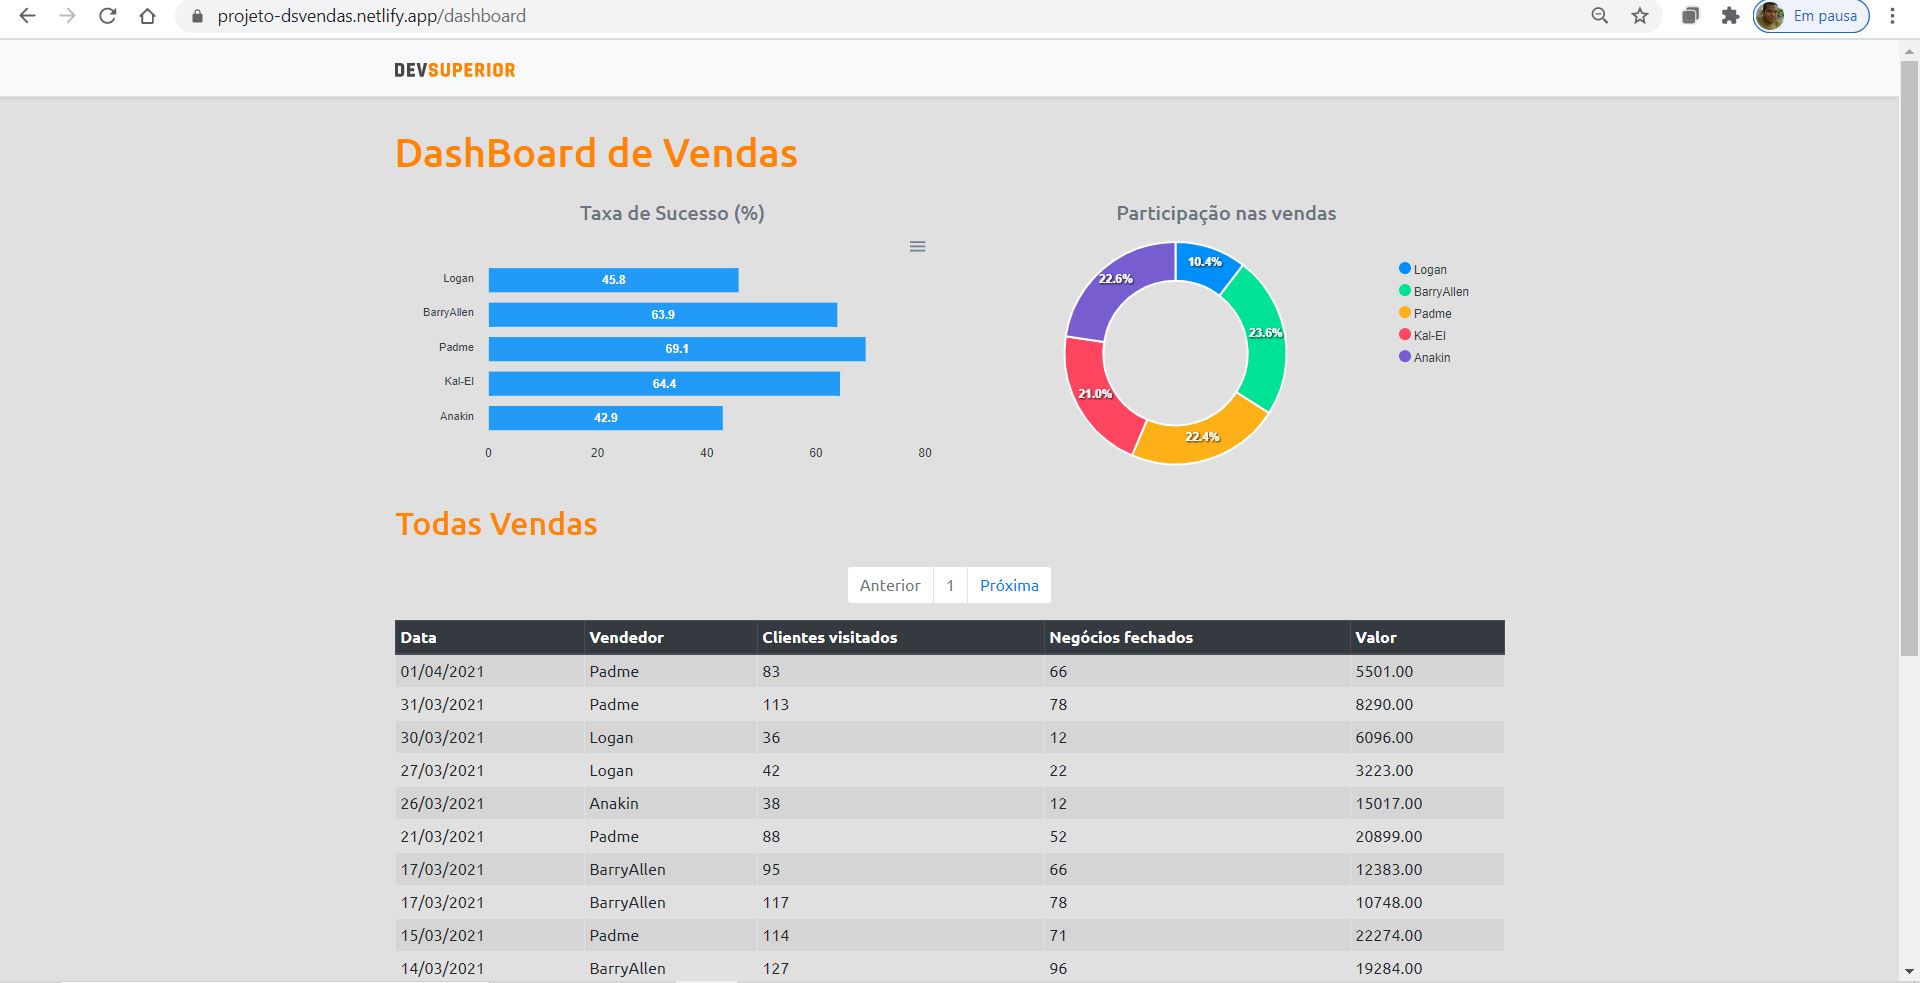 projeto-dsvendas.netlify.app/dashboard
Em pausa
DEVSUPERIOR
DashBoard de Vendas
Taxa de Sucesso (%)
Logan 45.8
BarryAllen 63.9
Padme 69.1
Kal-El 64.4
Anakin 42.9
0 20 40 60 80
Participação nas vendas
10.4%
23.6%
22.4%
21.0%
22.6%
Logan
BarryAllen
Padme
Kal-El
Anakin
Todas Vendas
Anterior 1 Próxima
Data Vendedor Clientes visitados Negócios fechados Valor
01/04/2021 Padme 83 66 5501.00
31/03/2021 Padme 113 78 8290.00
30/03/2021 Logan 36 12 6096.00
27/03/2021 Logan 42 22 3223.00
26/03/2021 Anakin 38 12 15017.00
21/03/2021 Padme 88 52 20899.00
17/03/2021 BarryAllen 95 66 12383.00
17/03/2021 BarryAllen 117 78 10748.00
15/03/2021 Padme 114 71 22274.00
14/03/2021 BarryAllen 127 96 19284.00